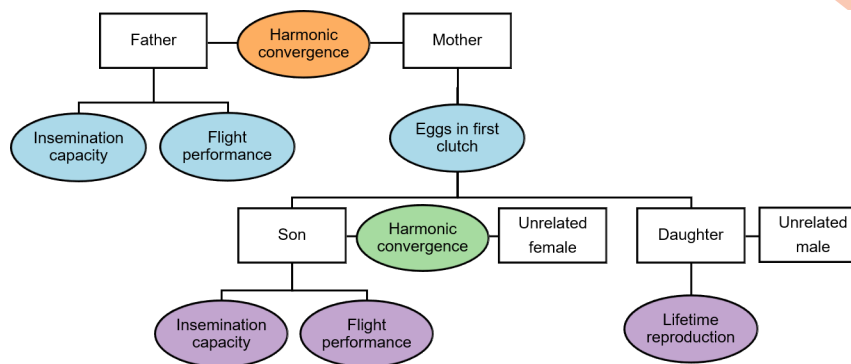 Father
Harmonic
convergence
Mother
Insemination
capacity
Flight
performance
Eggs in first
clutch
Son
Harmonic
convergence
Unrelated
female
Daughter
Unrelated
male
Insemination
capacity
Flight
performance
Lifetime
reproduction